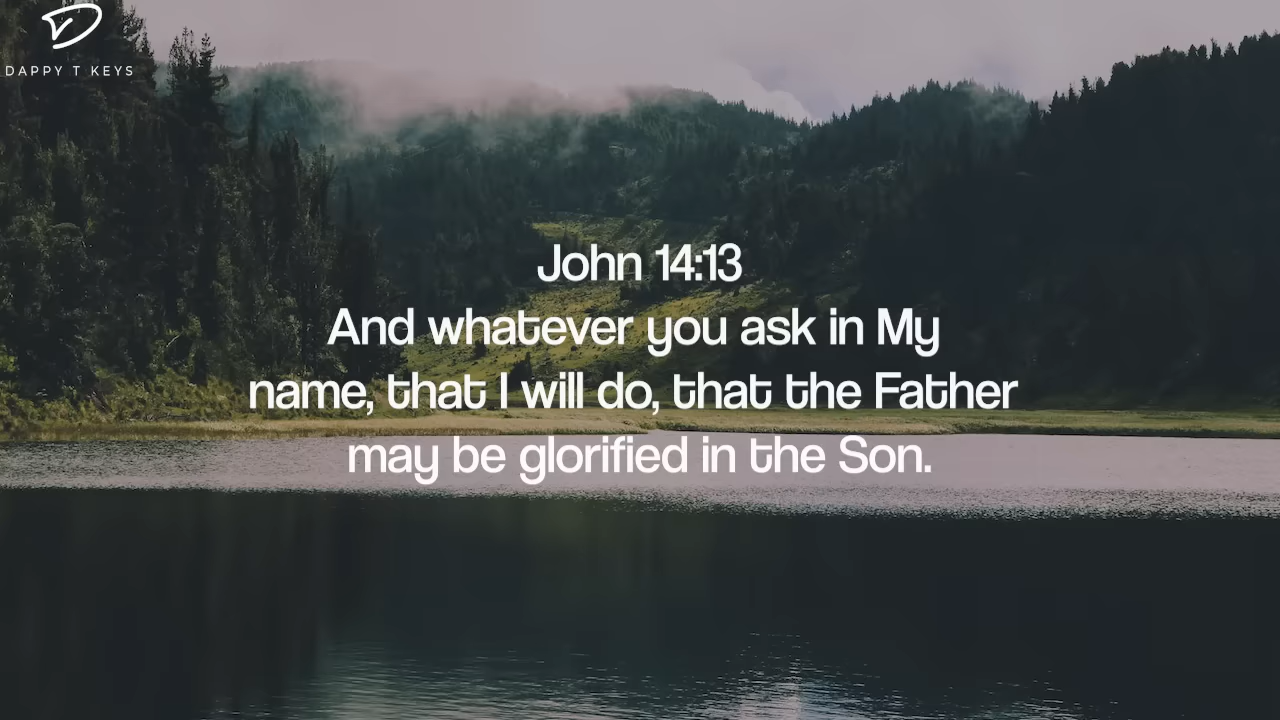 DAPPY T KEYS
John 14:13
And whatever you ask in My
name, that I will do, that the Father
may be glorified in the Son.